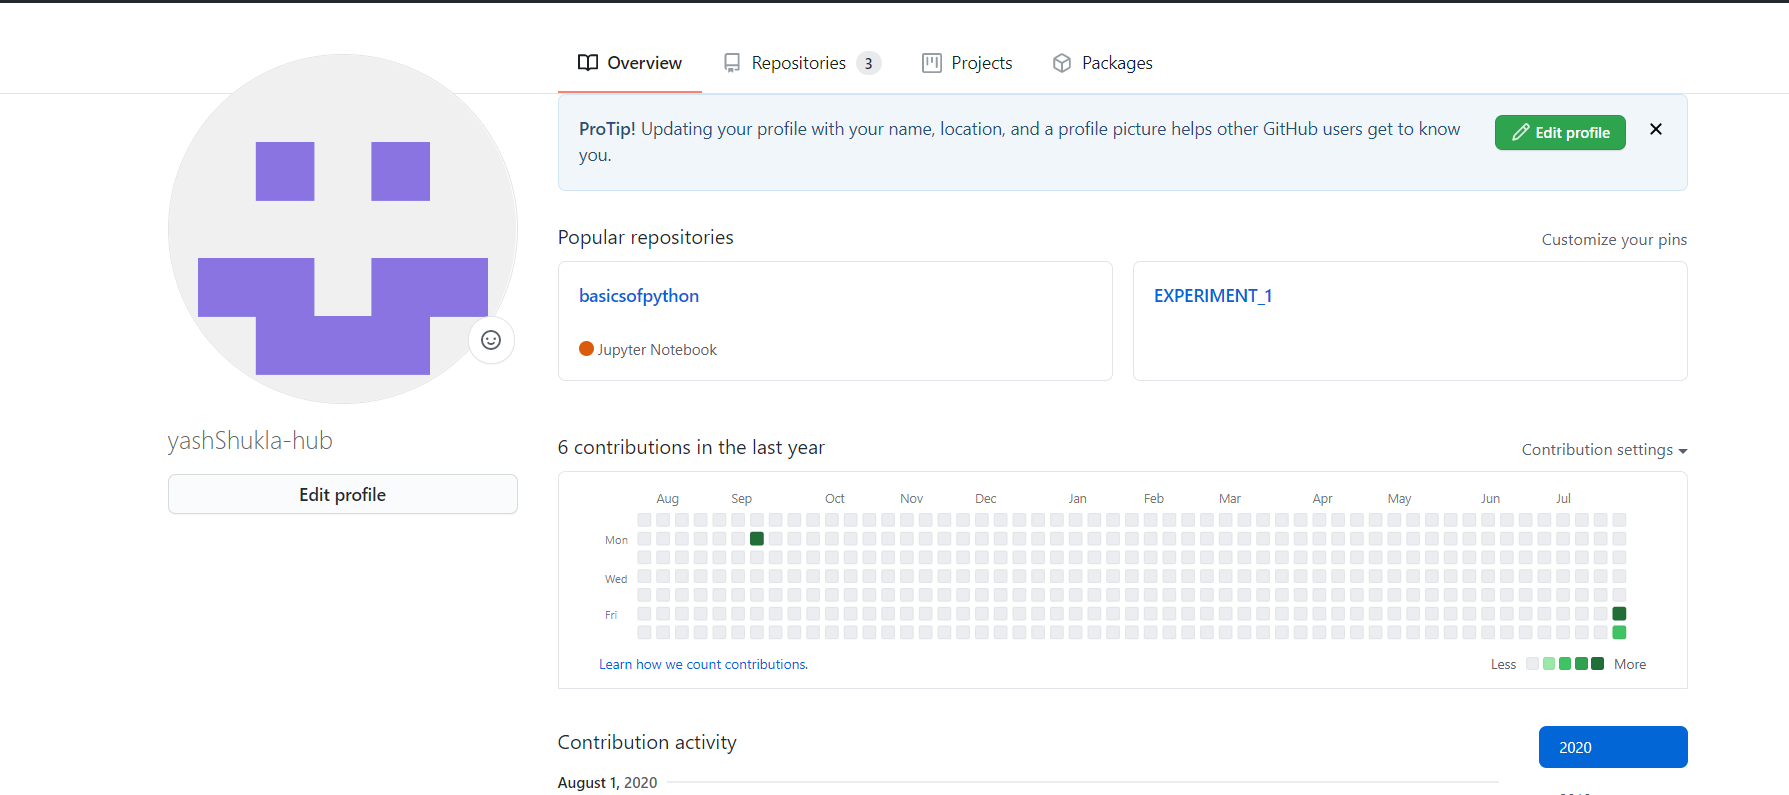 Overview Repositories 3 Projects Packages
ProTip! Updating your profile with your name, location, and a profile picture helps other GitHub users get to know
you.
Edit profile
Popular repositories
Customize your pins
basicsofpython
Jupyter Notebook
EXPERIMENT_1
yashShukla-hub
Edit profile
6 contributions in the last year
Contribution settings
Aug Sep Oct Nov Dec Jan Feb Mar Apr May Jun Jul
Mon
Wed
Fri
Learn how we count contributions.
Less More
Contribution activity
2020
August 1, 2020